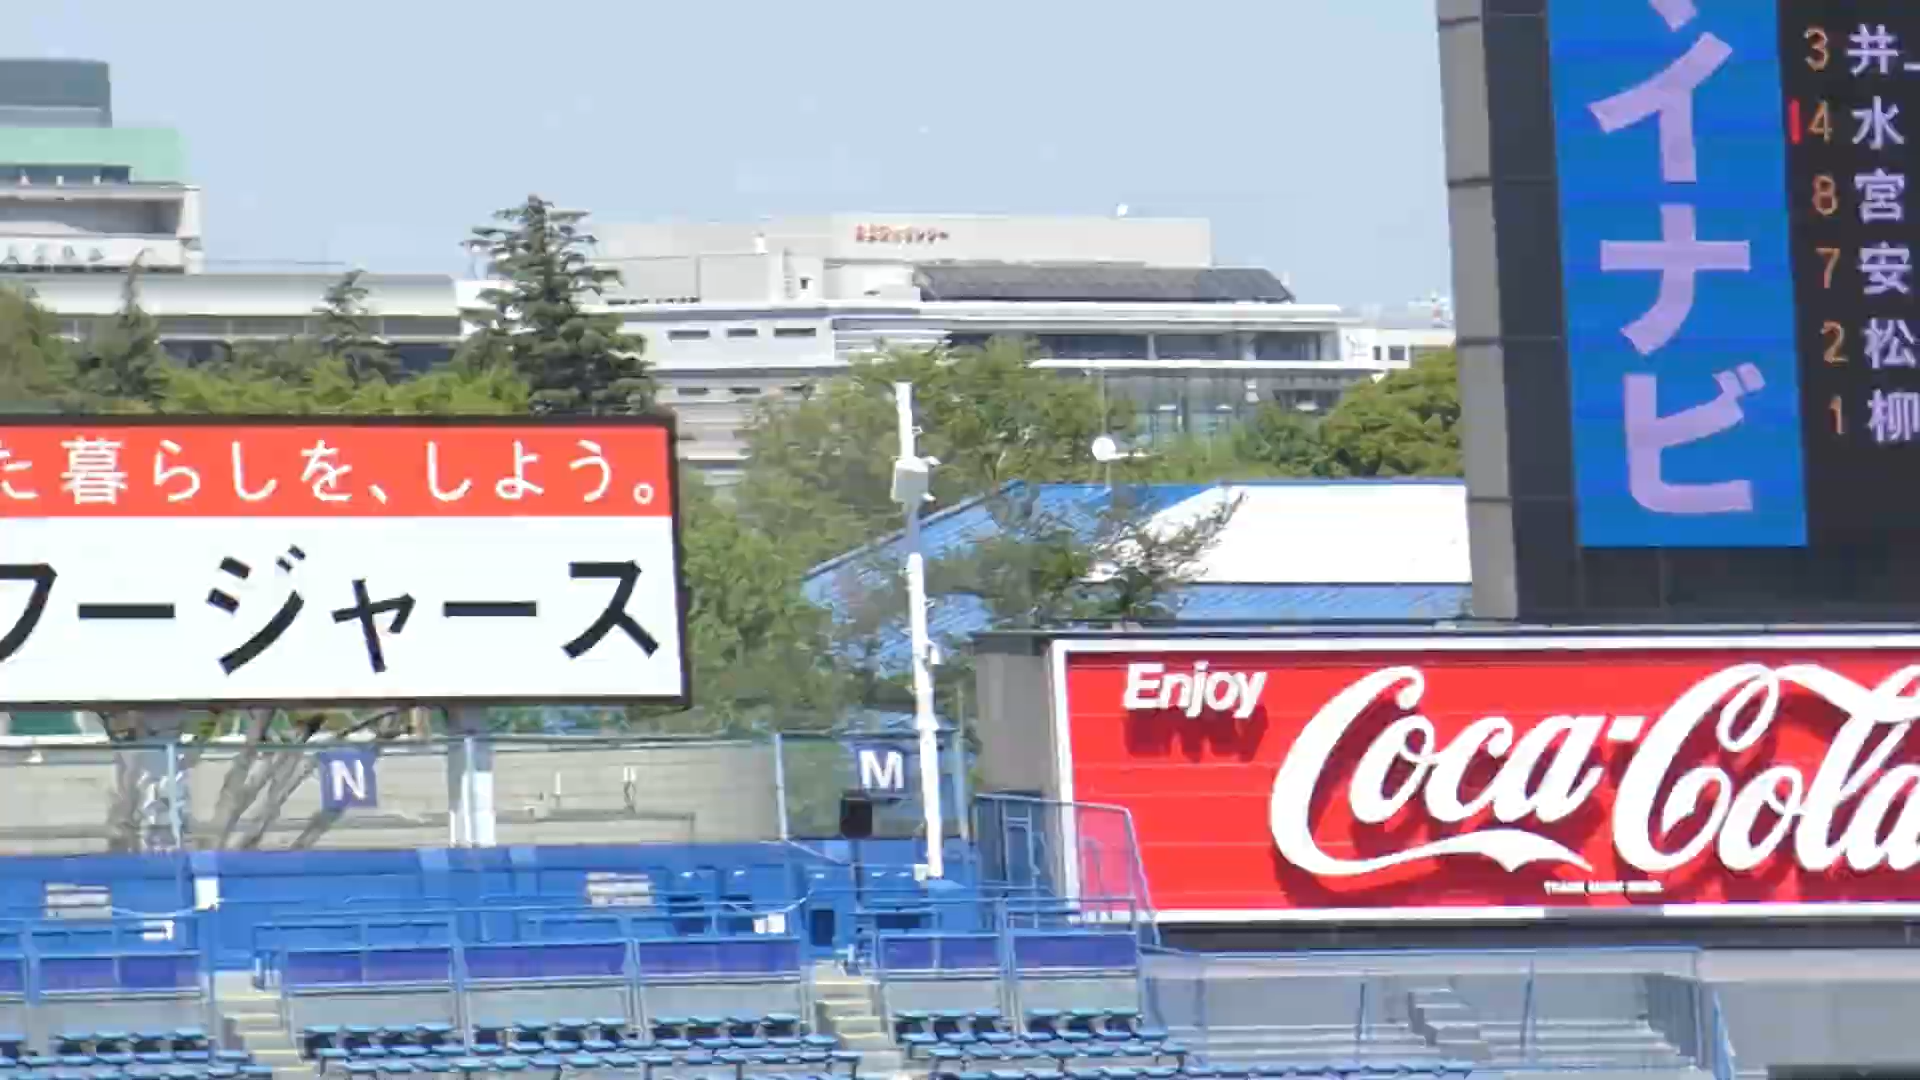 た暮らしを、しよう。
フージャース
N
M
イナビ
3 井
4 水
8 宮
7 安
2 松
1 柳
Enjoy
Coca-Cola